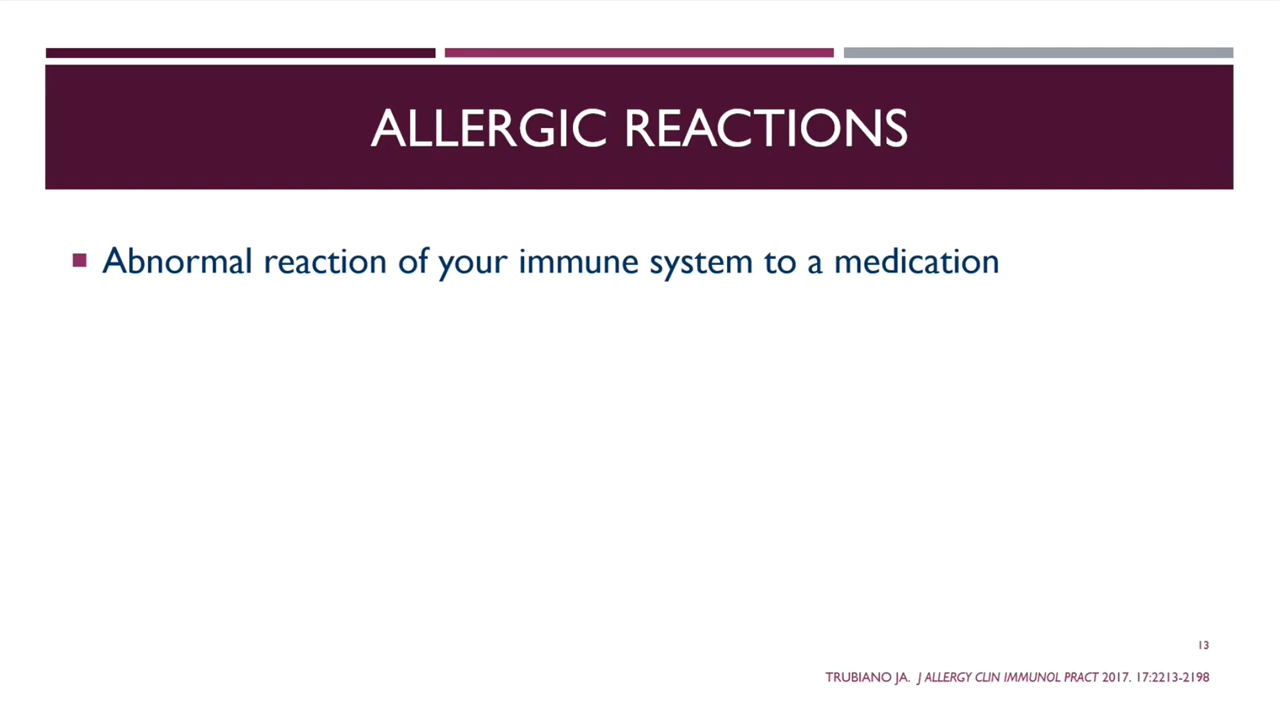 ALLERGIC REACTIONS
Abnormal reaction of your immune system to a medication
13
TRUBIANO JA. J ALLERGY CLIN IMMUNOL PRACT 2017. 17:2213-2198